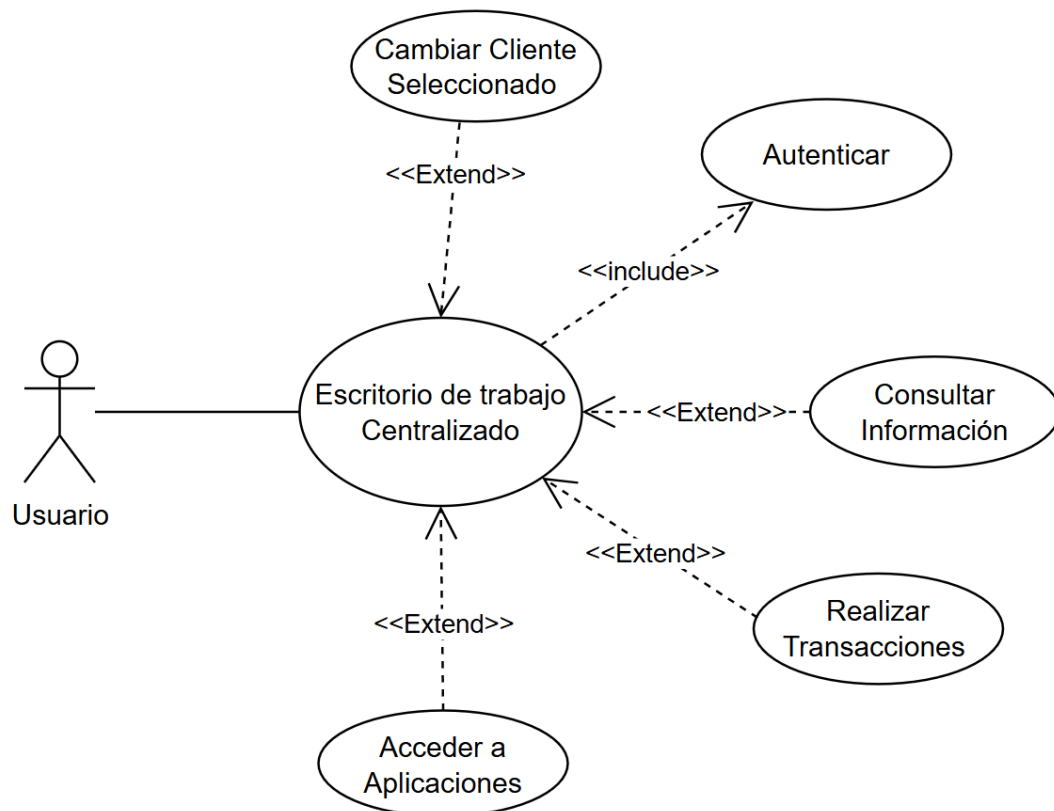 Cambiar Cliente
Seleccionado
<<Extend>>
Autenticar
<<include>>
Escritorio de trabajo
Centralizado
<<Extend>>
Consultar
Información
Usuario
<<Extend>>
Realizar
Transacciones
<<Extend>>
Acceder a
Aplicaciones